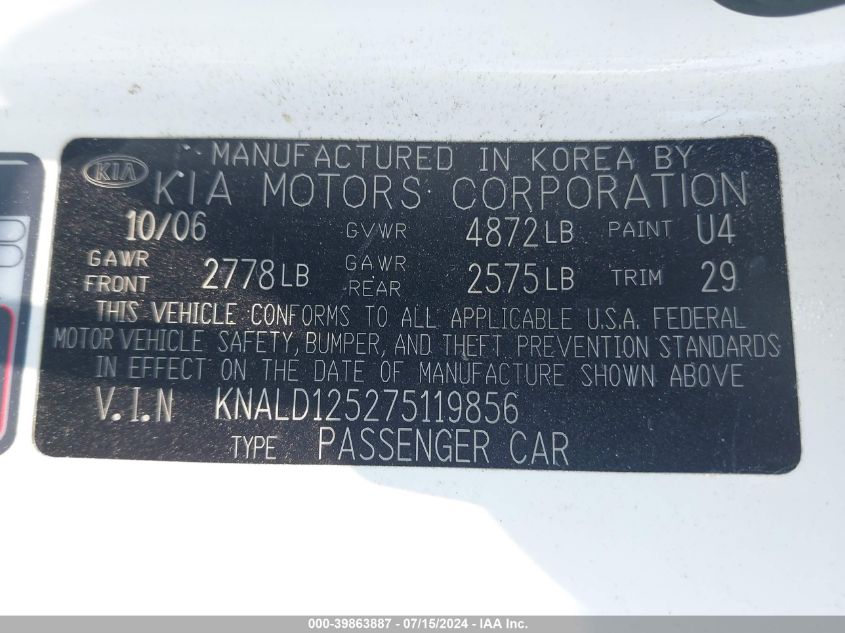 KIA
MANUFACTURED IN KOREA BY
KIA MOTORS CORPORATION
10/06 GVWR 4872LB PAINT U4
GAWR FRONT 2778LB GAWR REAR 2575LB TRIM 29
THIS VEHICLE CONFORMS TO ALL APPLICABLE U.S.A. FEDERAL
MOTOR VEHICLE SAFETY, BUMPER, AND THEFT PREVENTION STANDARDS
IN EFFECT ON THE DATE OF MANUFACTURE SHOWN ABOVE
V.I.N KNALD125275119856
TYPE PASSENGER CAR
000-39863887 - 07/15/2024 - IAA Inc.